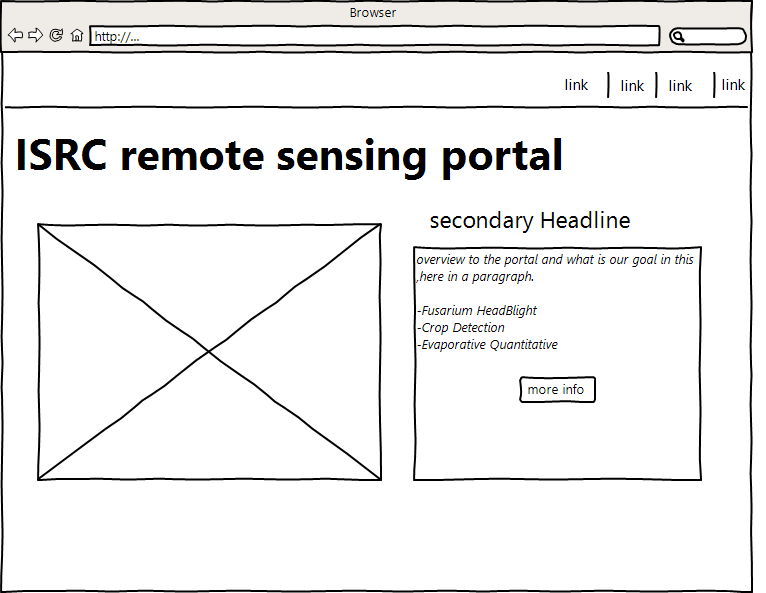 Browser
http://...
link link link link
ISRC remote sensing portal
secondary Headline
overview to the portal and what is our goal in this
,here in a paragraph.
-Fusarium HeadBlight
-Crop Detection
-Evaporative Quantitative
more info